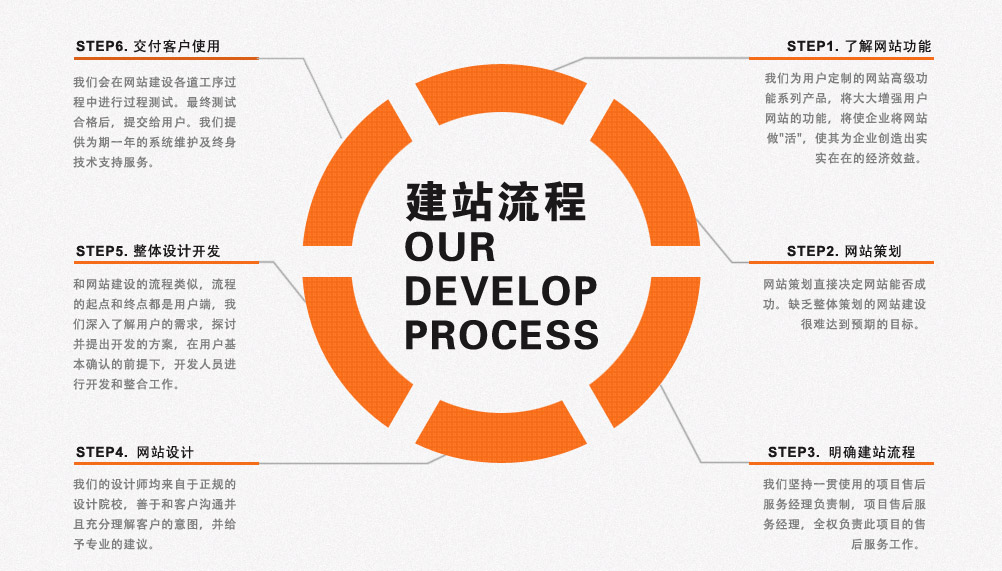 STEP6. 交付客户使用
我们会在网站建设各道工序过
程中进行过程测试。最终测试
合格后，提交给用户。我们提
供为期一年的系统维护及终身
技术支持服务。
STEP1. 了解网站功能
我们为用户定制的网站高级功
能系列产品，将大大增强用户
网站的功能，将使企业将网站
做"活"，使其为企业创造出实
实在在的经济效益。
建站流程
OUR
DEVELOP
PROCESS
STEP5. 整体设计开发
和网站建设的流程类似，流程
的起点和终点都是用户端，我
们深入了解用户的需求，探讨
并提出开发的方案，在用户基
本确认的前提下，开发人员进
行开发和整合工作。
STEP2. 网站策划
网站策划直接决定网站能否成
功。缺乏整体策划的网站建设
很难达到预期的目标。
STEP4. 网站设计
我们的设计师均来自于正规的
设计院校，善于和客户沟通并
且充分理解客户的意图，并给
予专业的建议。
STEP3. 明确建站流程
我们坚持一贯使用的项目售后
服务经理负责制，项目售后服
务经理，全权负责此项目的售
后服务工作。